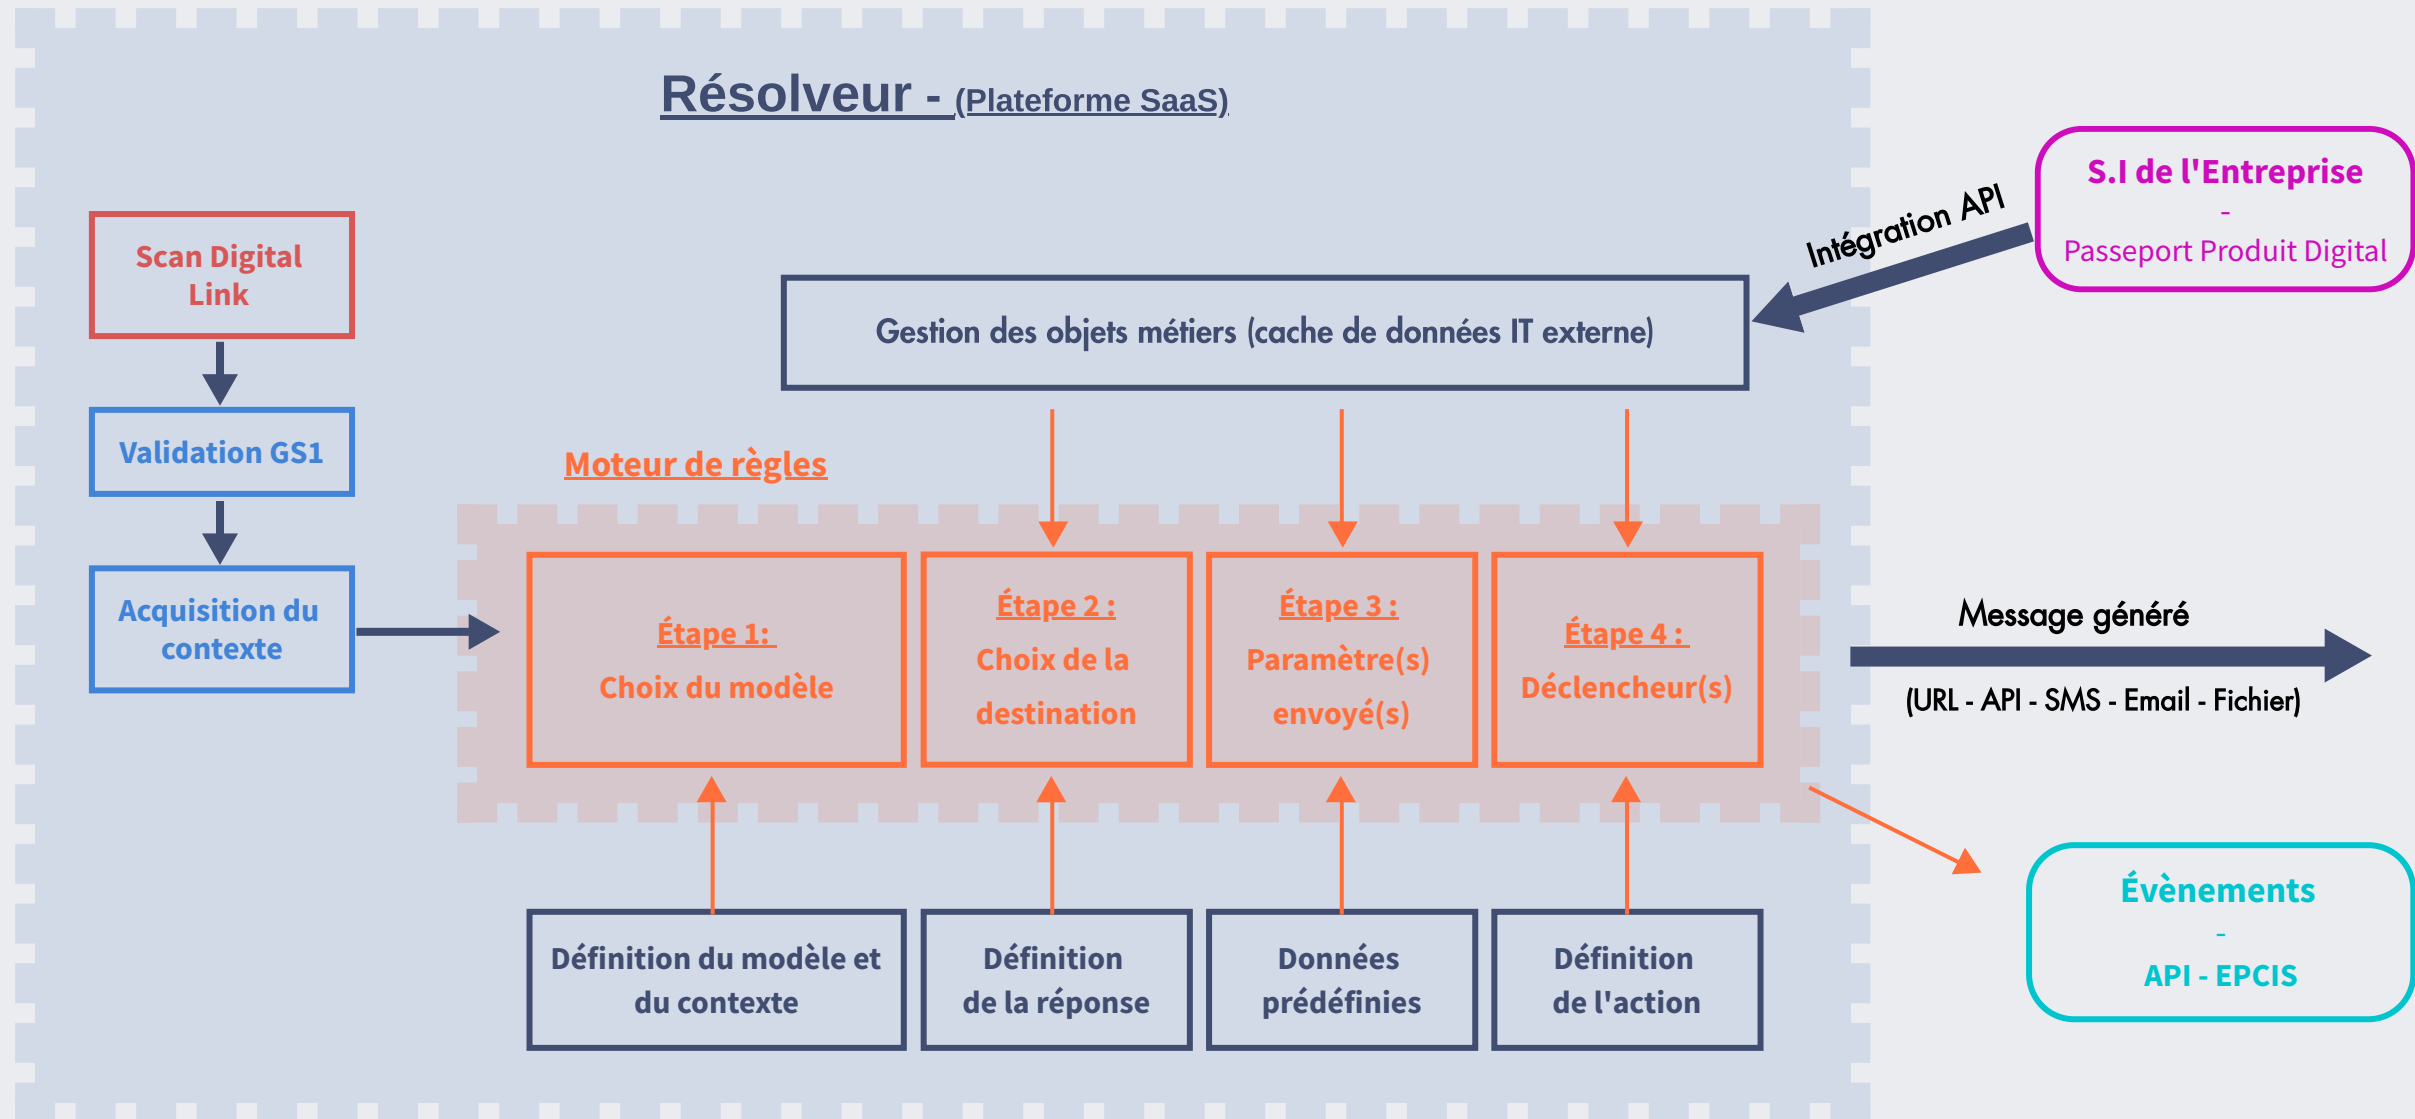 Résolveur - (Plateforme SaaS)
S.I de l'Entreprise
-
Passeport Produit Digital
Intégration API
Scan Digital
Link
Gestion des objets métiers (cache de données IT externe)
Validation GS1
Moteur de règles
Acquisition du
contexte
Étape 1:
Choix du modèle
Étape 2 :
Choix de la
destination
Étape 3 :
Paramètre(s)
envoyé(s)
Étape 4 :
Déclencheur(s)
Message généré
(URL - API - SMS - Email - Fichier)
Définition du modèle et
du contexte
Définition
de la réponse
Données
prédéfinies
Définition
de l'action
Évènements
-
API - EPCIS